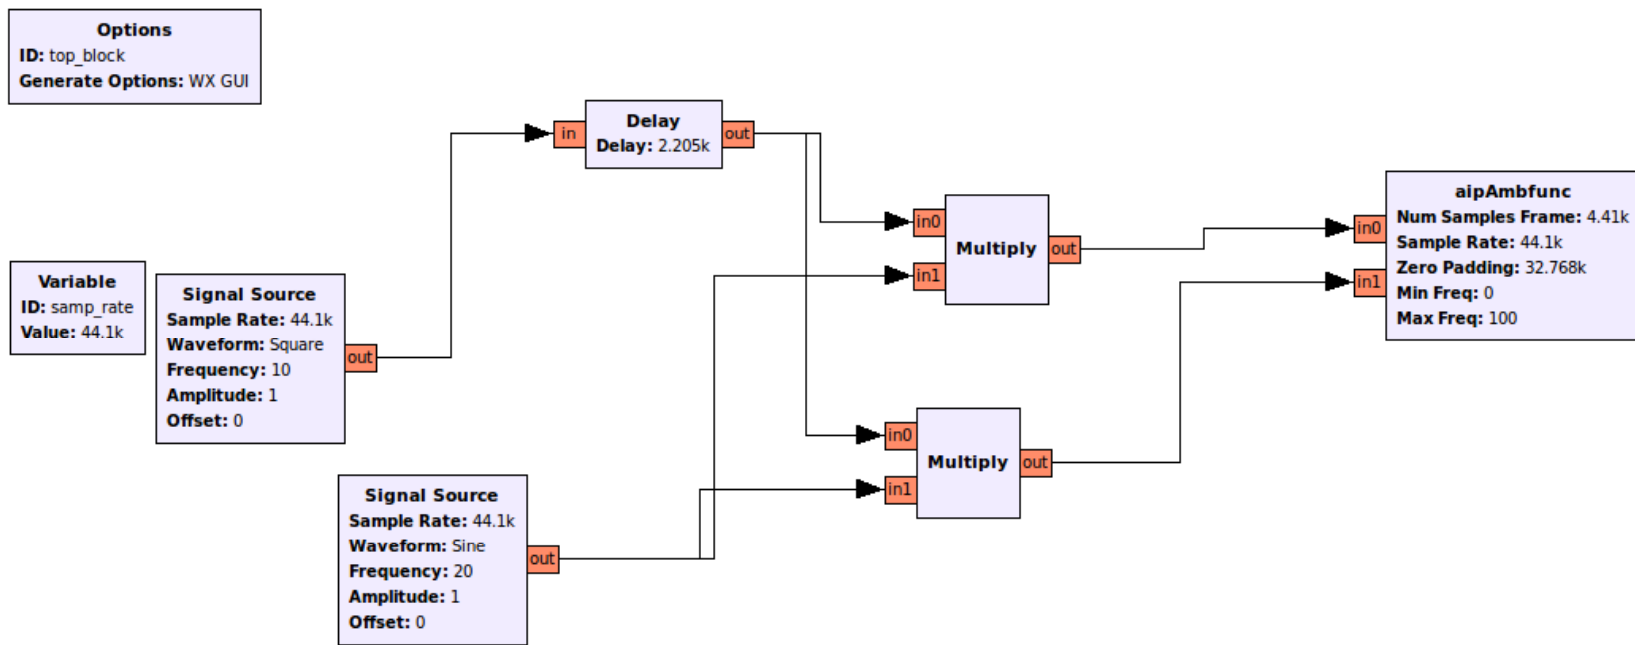 Options
ID: top_block
Generate Options: WX GUI
Variable
ID: samp_rate
Value: 44.1k
Signal Source
Sample Rate: 44.1k
Waveform: Square
Frequency: 10
Amplitude: 1
Offset: 0
out
Signal Source
Sample Rate: 44.1k
Waveform: Sine
Frequency: 20
Amplitude: 1
Offset: 0
out
in
Delay
Delay: 2.205k
out
in0
in1
Multiply
out
in0
in1
Multiply
out
in0
in1
aipAmbfunc
Num Samples Frame: 4.41k
Sample Rate: 44.1k
Zero Padding: 32.768k
Min Freq: 0
Max Freq: 100